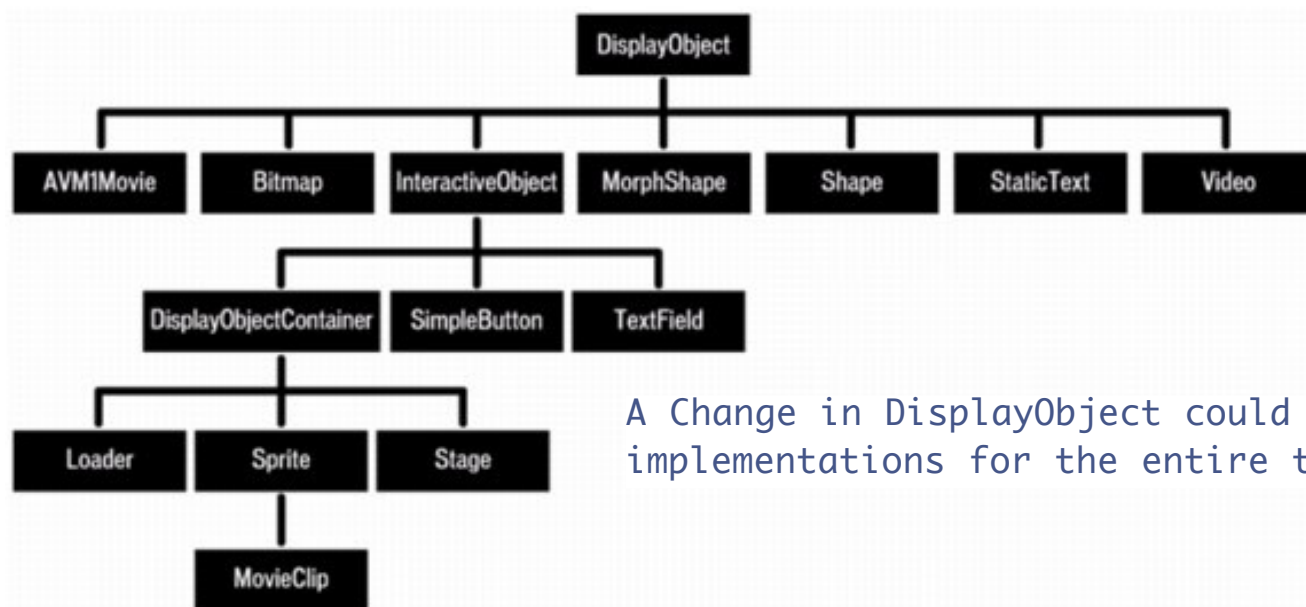 DisplayObject
AVM1Movie Bitmap InteractiveObject MorphShape Shape StaticText Video
DisplayObjectContainer SimpleButton TextField
A Change in DisplayObject could
implementations for the entire
Loader Sprite Stage
MovieClip